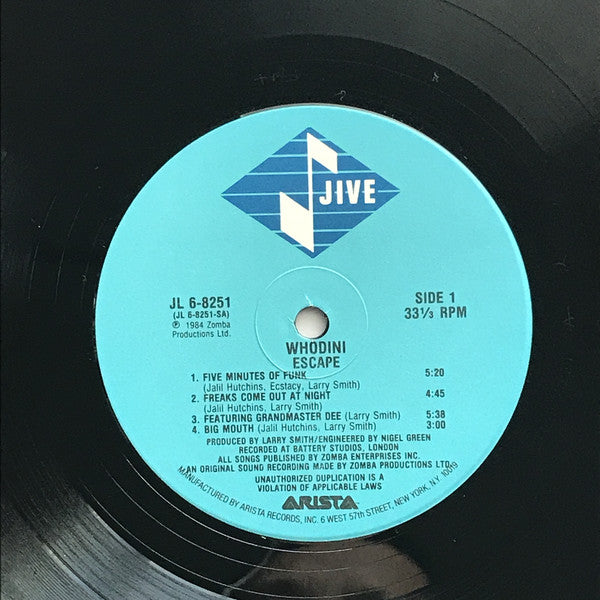 JIVE
JL 6-8251
(JL 6-8251-SA)
℗ 1984 Zomba
Productions Ltd.
SIDE 1
33 1/3 RPM
WHODINI
ESCAPE
1. FIVE MINUTES OF FUNK 5:20
(Jalil Hutchins, Ecstacy, Larry Smith)
2. FREAKS COME OUT AT NIGHT 4:45
(Jalil Hutchins, Larry Smith)
3. FEATURING GRANDMASTER DEE (Larry Smith) 5:38
4. BIG MOUTH (Jalil Hutchins, Larry Smith) 3:00
PRODUCED BY LARRY SMITH/ENGINEERED BY NIGEL GREEN
RECORDED AT BATTERY STUDIOS, LONDON
ALL SONGS PUBLISHED BY ZOMBA ENTERPRISES INC.
AN ORIGINAL SOUND RECORDING MADE BY ZOMBA PRODUCTIONS LTD.
UNAUTHORIZED DUPLICATION IS A
VIOLATION OF APPLICABLE LAWS
ARISTA
MANUFACTURED BY ARISTA RECORDS, INC. 6 WEST 57th STREET, NEW YORK, N.Y. 10019